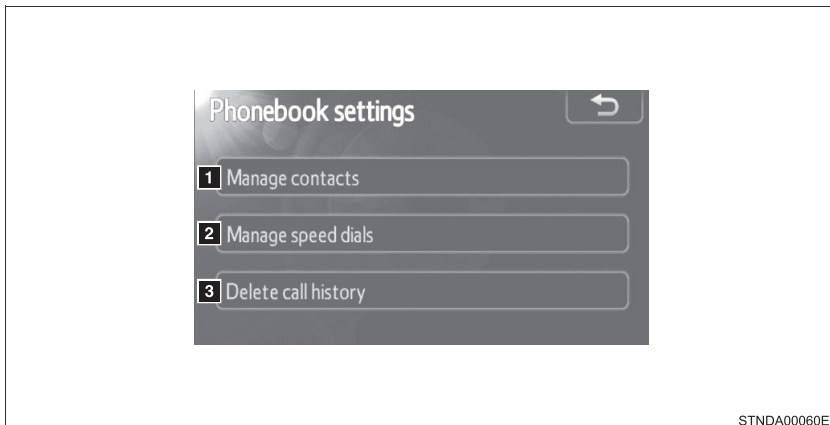 Phonebook settings
1 Manage contacts
2 Manage speed dials
3 Delete call history
STNDA00060E